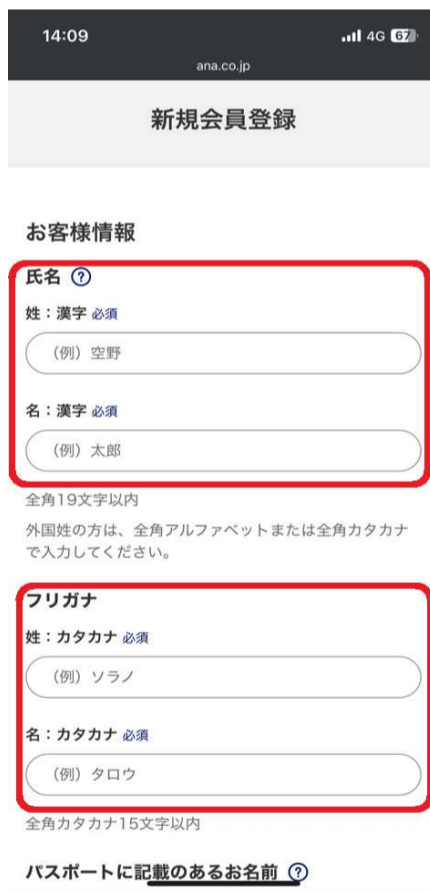 14:09
4G 67
ana.co.jp
新規会員登録
お客様情報
氏名 ?
姓：漢字 必須
（例）空野
名：漢字 必須
（例）太郎
全角19文字以内
外国姓の方は、全角アルファベットまたは全角カタカナ
で入力してください。
フリガナ
姓：カタカナ 必須
（例）ソラノ
名：カタカナ 必須
（例）タロウ
全角カタカナ15文字以内
パスポートに記載のあるお名前 ?